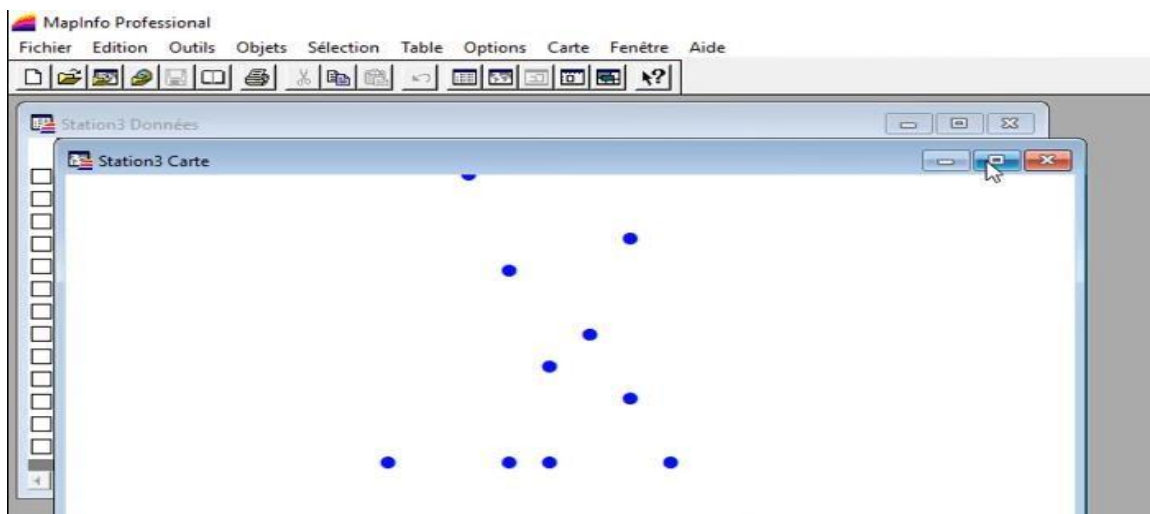 MapInfo Professional
Fichier Edition Outils Objets Sélection Table Options Carte Fenêtre Aide
Station3 Données
Station3 Carte